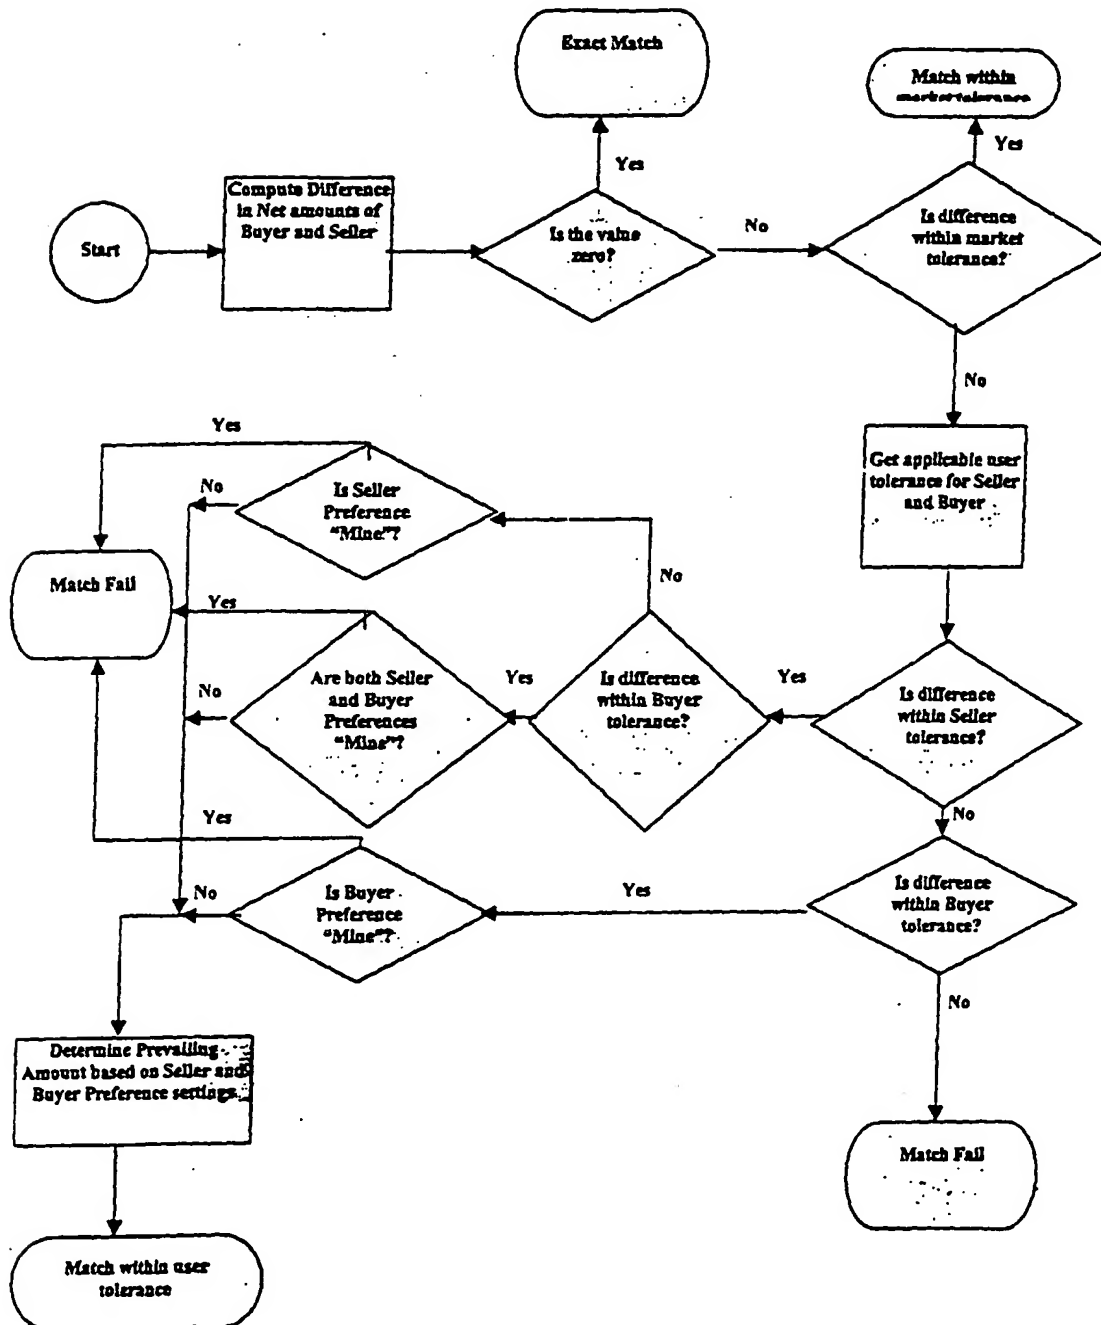 Exact Match
Match within
market tolerance
Yes
Yes
Compute Difference
in Net amounts of
Buyer and Seller
Start
Is the value
zero?
No
Is difference
within market
tolerance?
No
Yes
Get applicable user
tolerance for Seller
and Buyer
No
Is Seller
Preference
"Mine"?
Match Fail
No
Yes
Are both Seller
and Buyer
Preferences
"Mine"?
No
Yes
Is difference
within Buyer
tolerance?
Yes
Is difference
within Seller
tolerance?
Yes
No
No
Is Buyer
Preference
"Mine"?
Yes
Is difference
within Buyer
tolerance?
No
Determine Prevailing
Amount based on Seller and
Buyer Preference settings
Match Fail
Match within user
tolerance